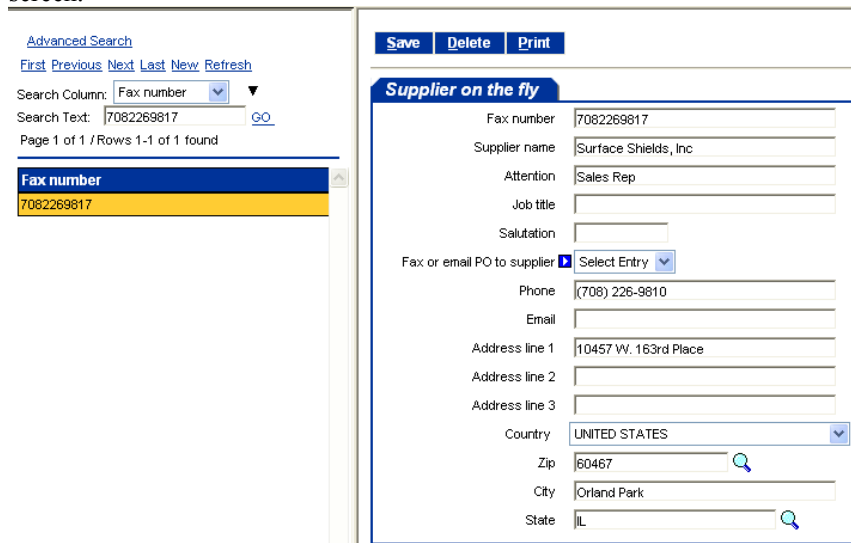 screen.
Advanced Search
First Previous Next Last New Refresh
Search Column: Fax number
Search Text: 7082269817 GO
Page 1 of 1 / Rows 1-1 of 1 found
Fax number
7082269817
Save Delete Print
Supplier on the fly
Fax number 7082269817
Supplier name Surface Shields, Inc
Attention Sales Rep
Job title
Salutation
Fax or email PO to supplier Select Entry
Phone (708) 226-9810
Email
Address line 1 10457 W. 163rd Place
Address line 2
Address line 3
Country UNITED STATES
Zip 60467
City Orland Park
State IL